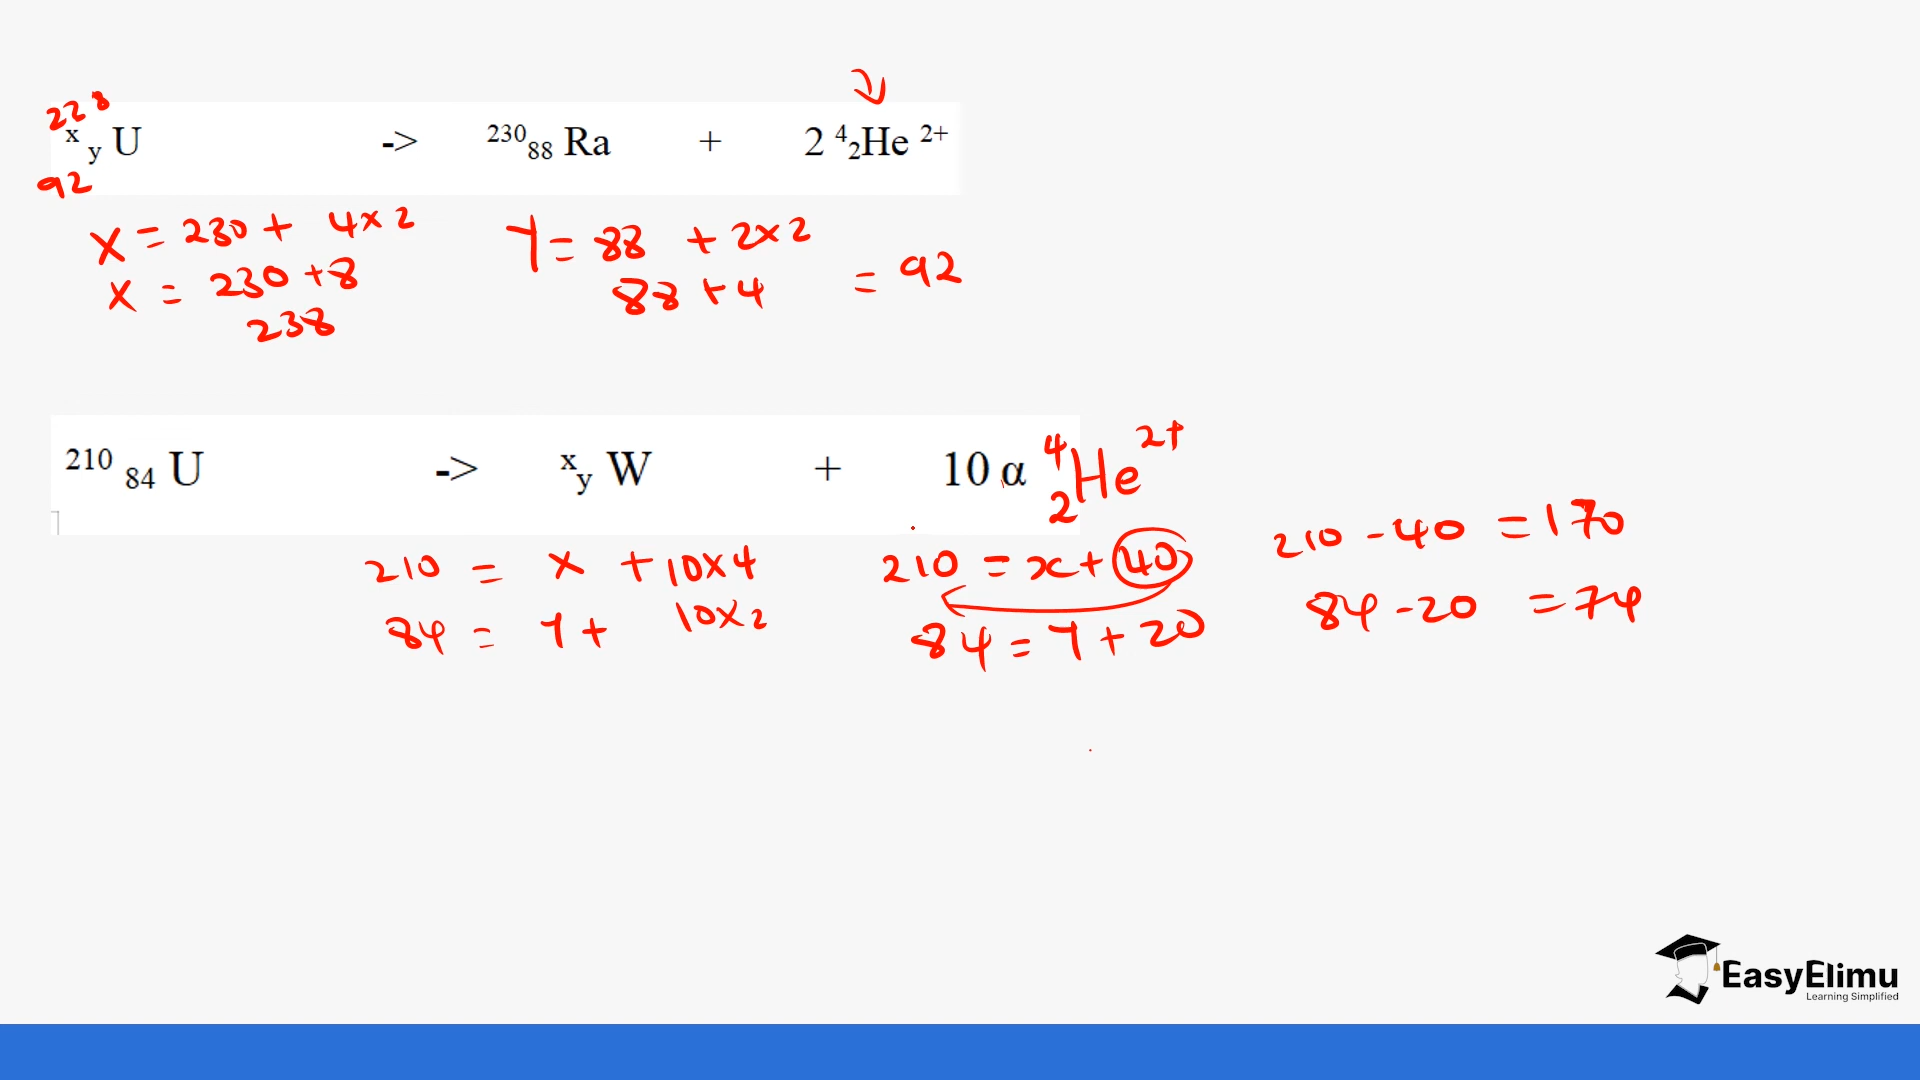 228
x y U -> 230 88 Ra + 2 4 2 He 2+
92
X = 230 + 4x2
X = 230 + 8
238
Y = 88 + 2x2
88 + 4 = 92
210 84 U -> x y W + 10 α 4 2 He 2+
210 = x + 10x4
84 = Y + 10x2
210 = x + 40
84 = Y + 20
210 - 40 = 170
84 - 20 = 74
EasyElimu
Learning Simplified